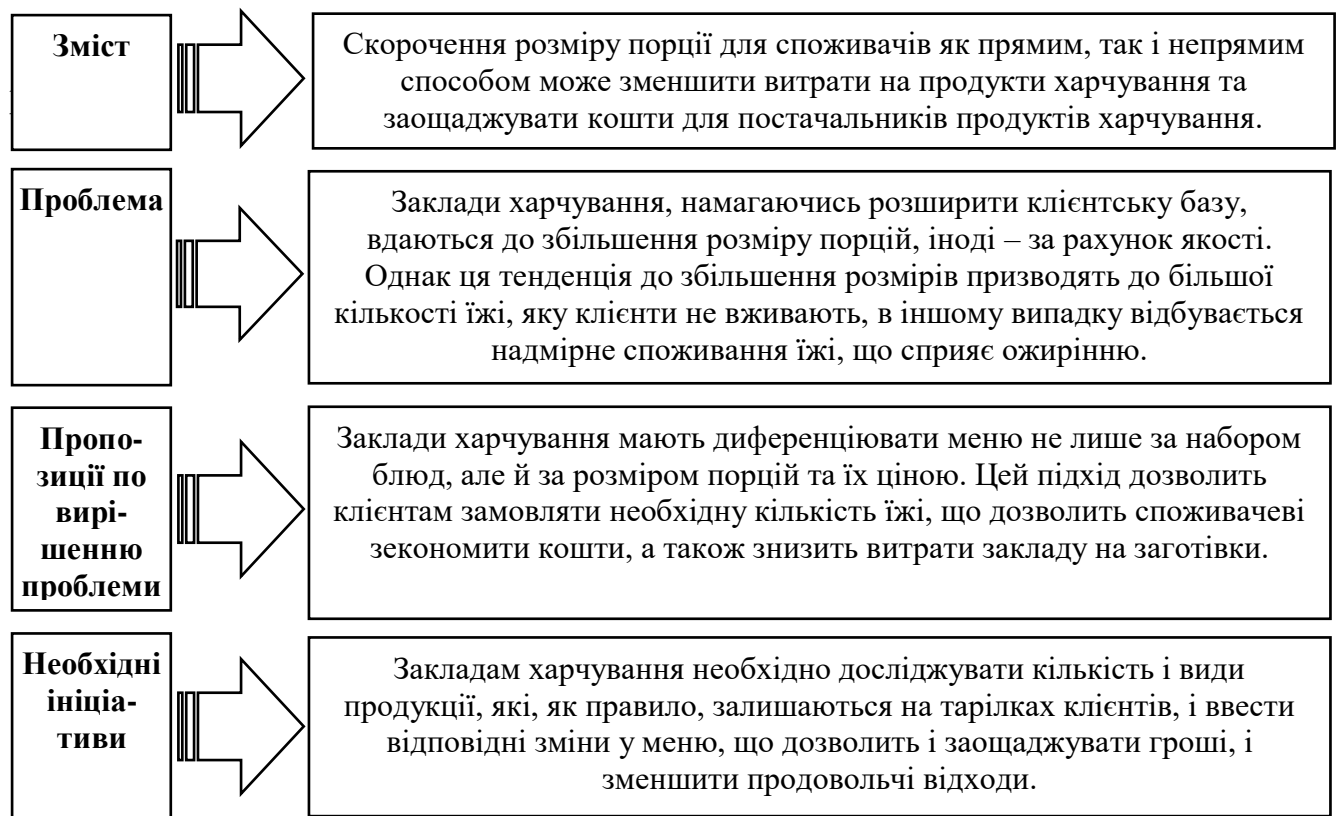 Зміст
Скорочення розміру порції для споживачів як прямим, так і непрямим
способом може зменшити витрати на продукти харчування та
заощаджувати кошти для постачальників продуктів харчування.
Проблема
Заклади харчування, намагаючись розширити клієнтську базу,
вдаються до збільшення розміру порцій, іноді – за рахунок якості.
Однак ця тенденція до збільшення розмірів призводять до більшої
кількості їжі, яку клієнти не вживають, в іншому випадку відбувається
надмірне споживання їжі, що сприяє ожирінню.
Пропо-
зиції по
вирі-
шенню
проблеми
Заклади харчування мають диференціювати меню не лише за набором
блюд, але й за розміром порцій та їх ціною. Цей підхід дозволить
клієнтам замовляти необхідну кількість їжі, що дозволить споживачеві
зекономити кошти, а також знизить витрати закладу на заготівки.
Необхідні
ініціа-
тиви
Закладам харчування необхідно досліджувати кількість і види
продукції, які, як правило, залишаються на тарілках клієнтів, і ввести
відповідні зміни у меню, що дозволить і заощаджувати гроші, і
зменшити продовольчі відходи.